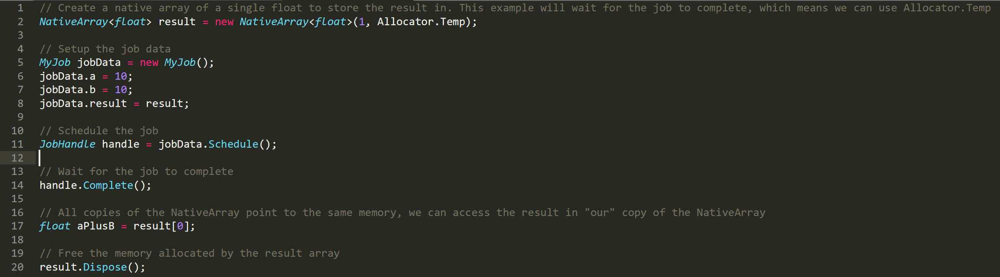 1 // Create a native array of a single float to store the result in. This example will wait for the job to complete, which means we can use Allocator.Temp
2 NativeArray<float> result = new NativeArray<float>(1, Allocator.Temp);
3
4 // Setup the job data
5 MyJob jobData = new MyJob();
6 jobData.a = 10;
7 jobData.b = 10;
8 jobData.result = result;
9
10 // Schedule the job
11 JobHandle handle = jobData.Schedule();
12
13 // Wait for the job to complete
14 handle.Complete();
15
16 // All copies of the NativeArray point to the same memory, we can access the result in "our" copy of the NativeArray
17 float aPlusB = result[0];
18
19 // Free the memory allocated by the result array
20 result.Dispose();